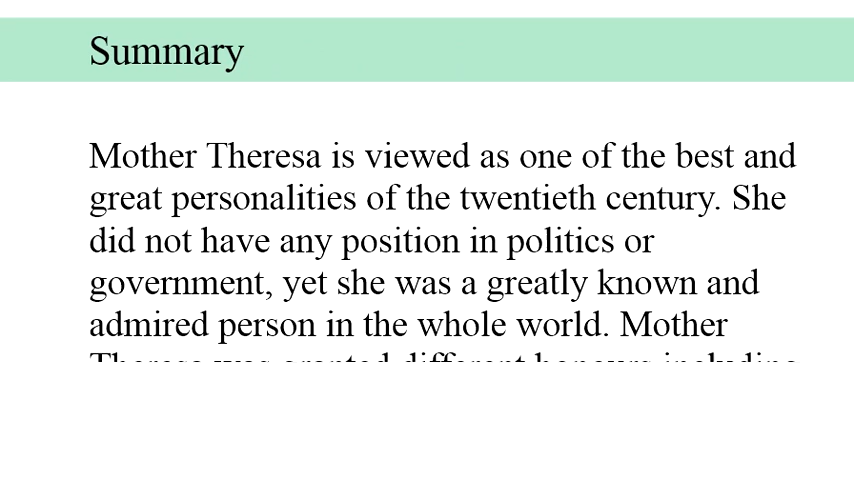 Summary
Mother Theresa is viewed as one of the best and
great personalities of the twentieth century. She
did not have any position in politics or
government, yet she was a greatly known and
admired person in the whole world. Mother
Theresa was granted different honours including